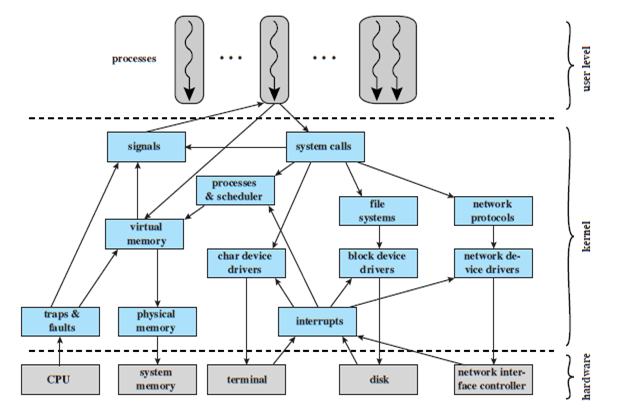 processes
user level
signals
system calls
processes
& scheduler
file
systems
network
protocols
virtual
memory
char device
drivers
block device
drivers
network de-
vice drivers
kernel
traps &
faults
physical
memory
interrupts
CPU
system
memory
terminal
disk
network inter-
face controller
hardware